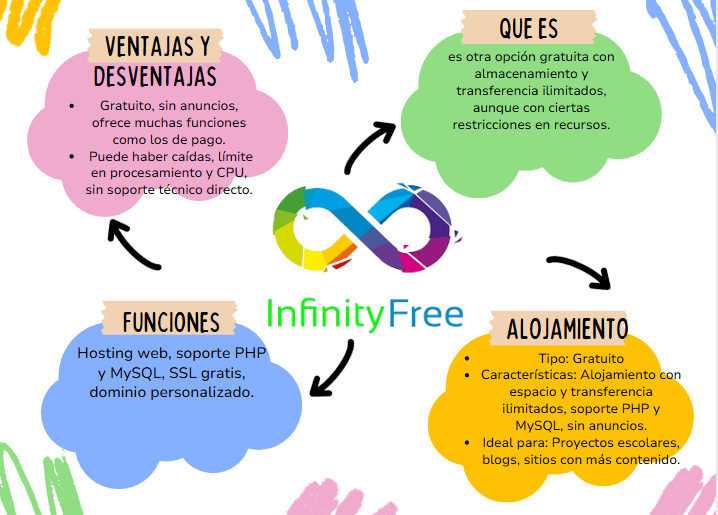 VENTAJAS Y
DESVENTAJAS
• Gratuito, sin anuncios,
ofrece muchas funciones
como los de pago.
• Puede haber caídas, límite
en procesamiento y CPU,
sin soporte técnico directo.
QUE ES
es otra opción gratuita con
almacenamiento y
transferencia ilimitados,
aunque con ciertas
restricciones en recursos.
InfinityFree
FUNCIONES
Hosting web, soporte PHP
y MySQL, SSL gratis,
dominio personalizado.
ALOJAMIENTO
• Tipo: Gratuito
• Características: Alojamiento con
espacio y transferencia
ilimitados, soporte PHP y
MySQL, sin anuncios.
• Ideal para: Proyectos escolares,
blogs, sitios con más contenido.